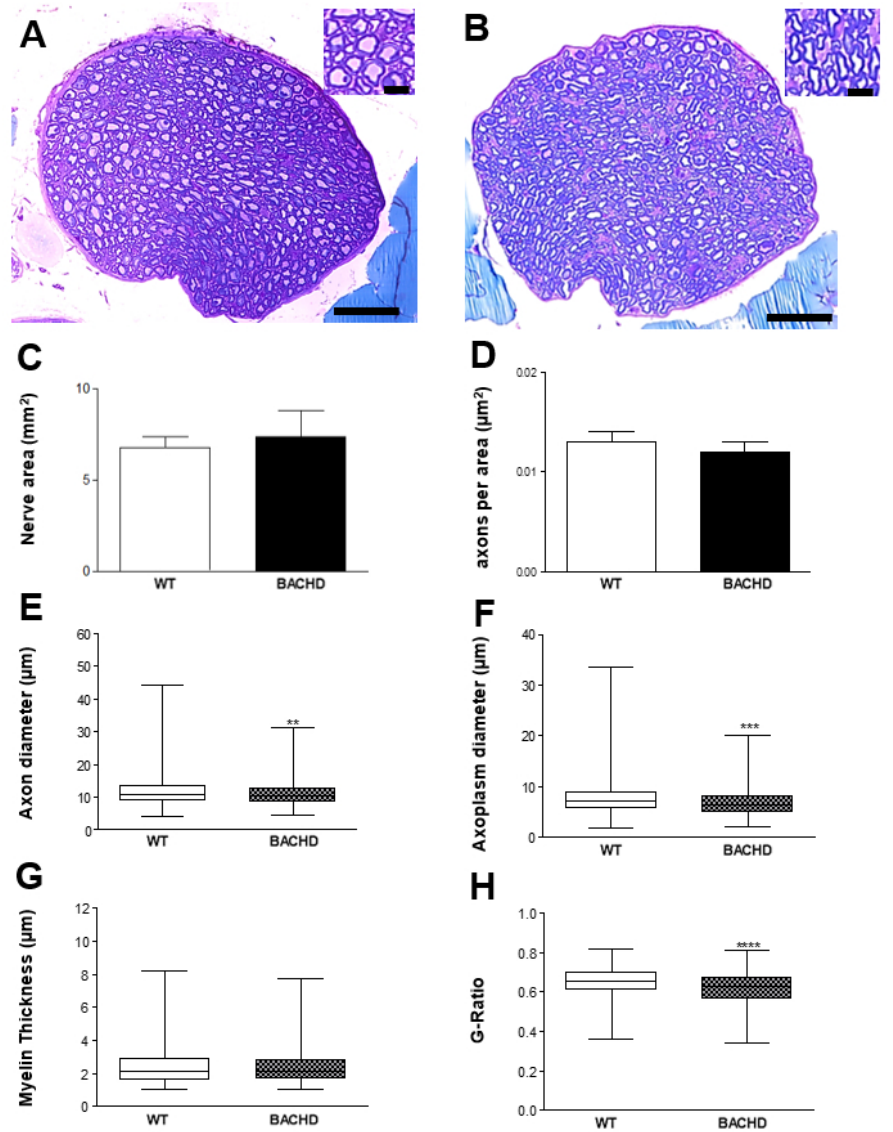 A
B
C
Nerve area (mm²)
10
5
0
WT
BACHD
D
axons per area (µm²)
0.02
0.01
0.00
WT
BACHD
E
Axon diameter (µm)
60
50
40
30
20
10
0
**
WT
BACHD
F
Axoplasm diameter (µm)
40
30
20
10
0
***
WT
BACHD
G
Myelin Thickness (µm)
12
10
8
6
4
2
0
WT
BACHD
H
G-Ratio
1.0
0.8
0.6
0.4
0.2
0.0
****
WT
BACHD